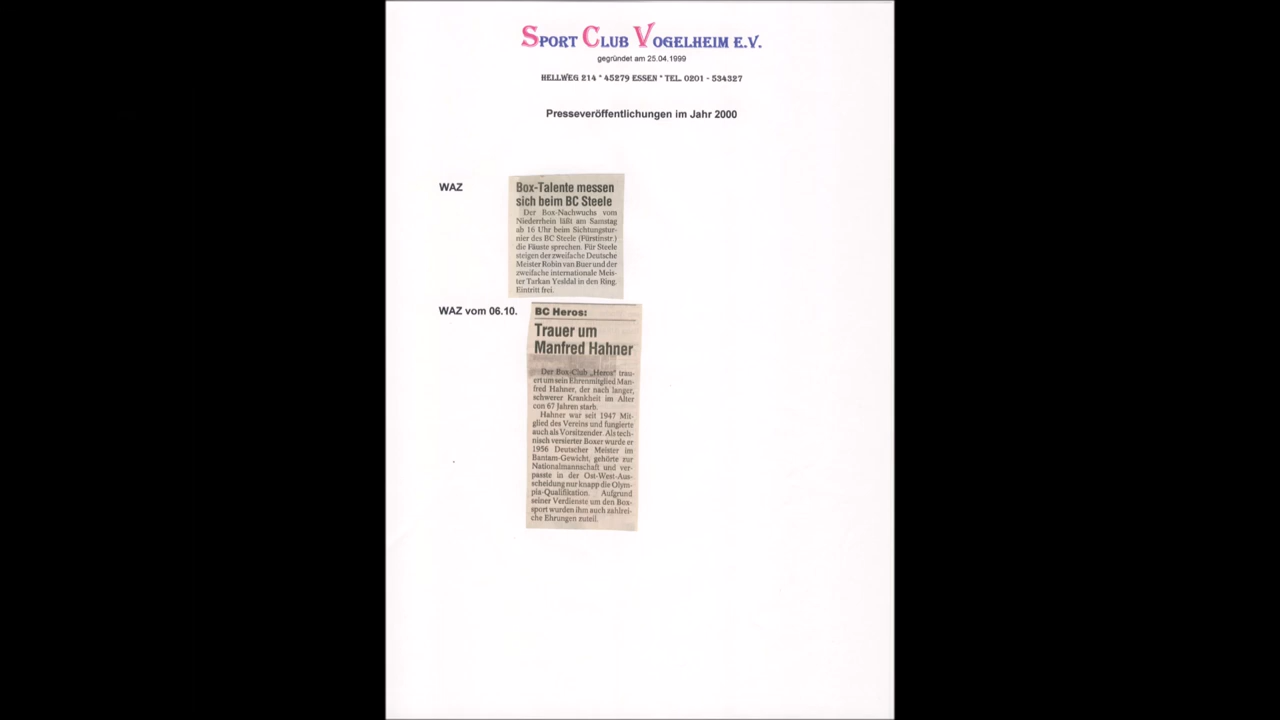 SPORT CLUB VOGELHEIM E.V.
gegründet am 25.04.1999
HELLWEG 214 * 45279 ESSEN * TEL. 0201 - 534327
Presseveröffentlichungen im Jahr 2000
WAZ
Box-Talente messen
sich beim BC Steele
Der Box-Nachwuchs vom
Niederrhein läßt am Samstag
ab 16 Uhr beim Sichtungstur-
nier des BC Steele (Fürstinstr.)
die Fäuste sprechen. Für Steele
steigen der zweifache Deutsche
Meister Robin van Buer und der
zweifache internationale Meis-
ter Tarkan Yesildal in den Ring.
Eintritt frei.
WAZ vom 06.10.
BC Heros:
Trauer um
Manfred Hahner
Der Box-Club „Heros" trau-
ert um sein Ehrenmitglied Man-
fred Hahner, der nach langer,
schwerer Krankheit im Alter
con 67 Jahren starb.
Hahner war seit 1947 Mit-
glied des Vereins und fungierte
auch als Vorsitzender. Als tech-
nisch versierter Boxer wurde er
1956 Deutscher Meister im
Bantam-Gewicht, gehörte zur
Nationalmannschaft und ver-
passte in der Ost-West-Aus-
scheidung nur knapp die Olym-
pia-Qualifikation. Aufgrund
seiner Verdienste um den Box-
sport wurden ihm auch zahlrei-
che Ehrungen zuteil.